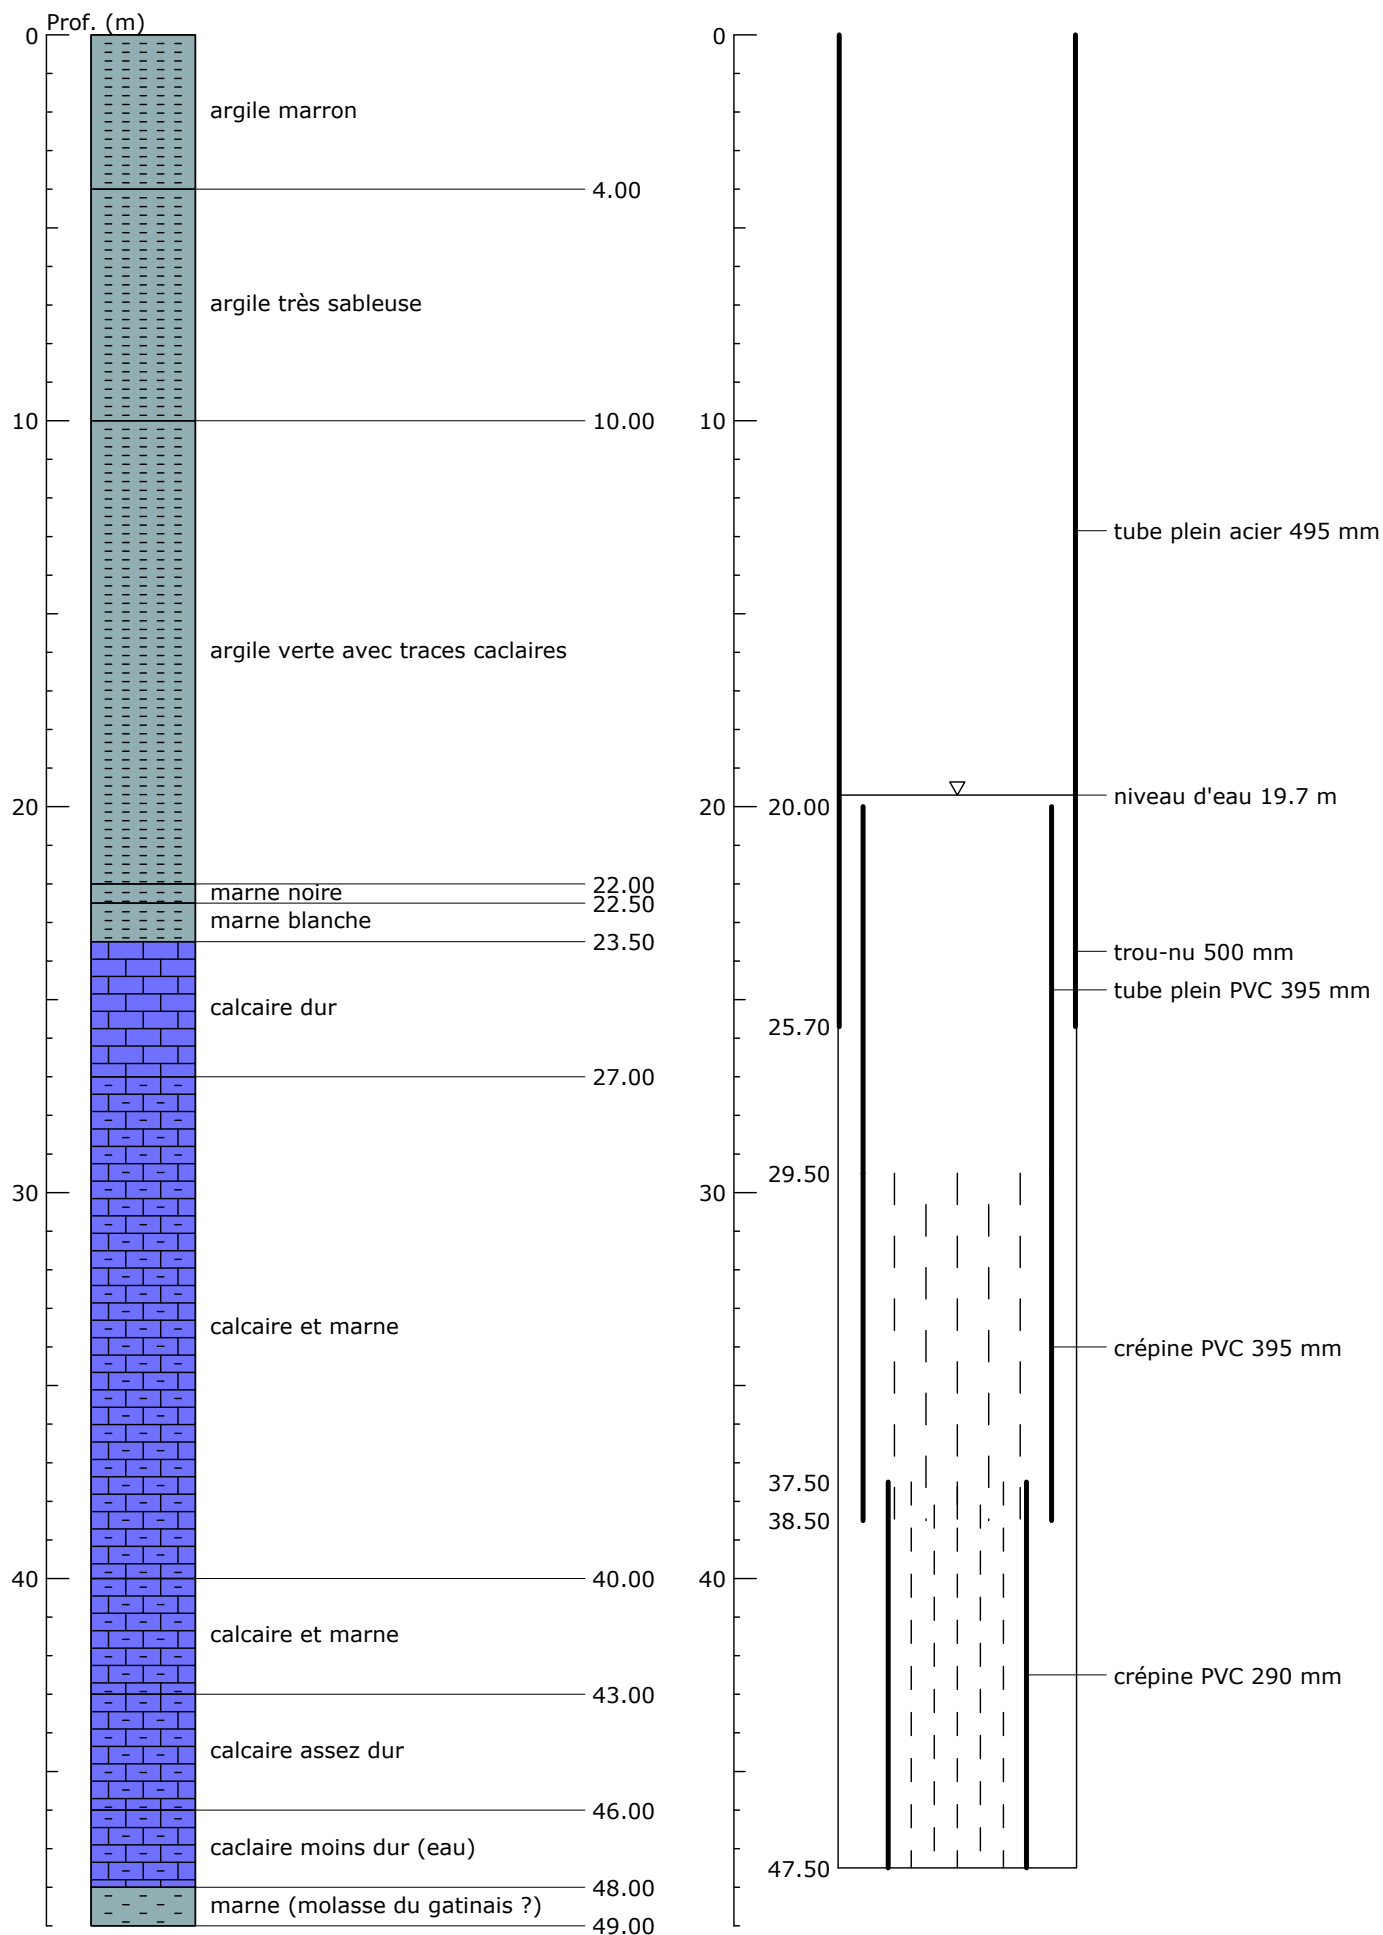 Prof. (m)
0
argile marron
4.00
argile très sableuse
10
10.00
argile verte avec traces caclaires
20
22.00
marne noire
22.50
marne blanche
23.50
calcaire dur
27.00
30
calcaire et marne
40
40.00
calcaire et marne
43.00
calcaire assez dur
46.00
caclaire moins dur (eau)
48.00
marne (molasse du gatinais ?)
49.00
0
10
tube plein acier 495 mm
niveau d'eau 19.7 m
20
20.00
trou-nu 500 mm
tube plein PVC 395 mm
25.70
29.50
30
crépine PVC 395 mm
37.50
38.50
40
crépine PVC 290 mm
47.50